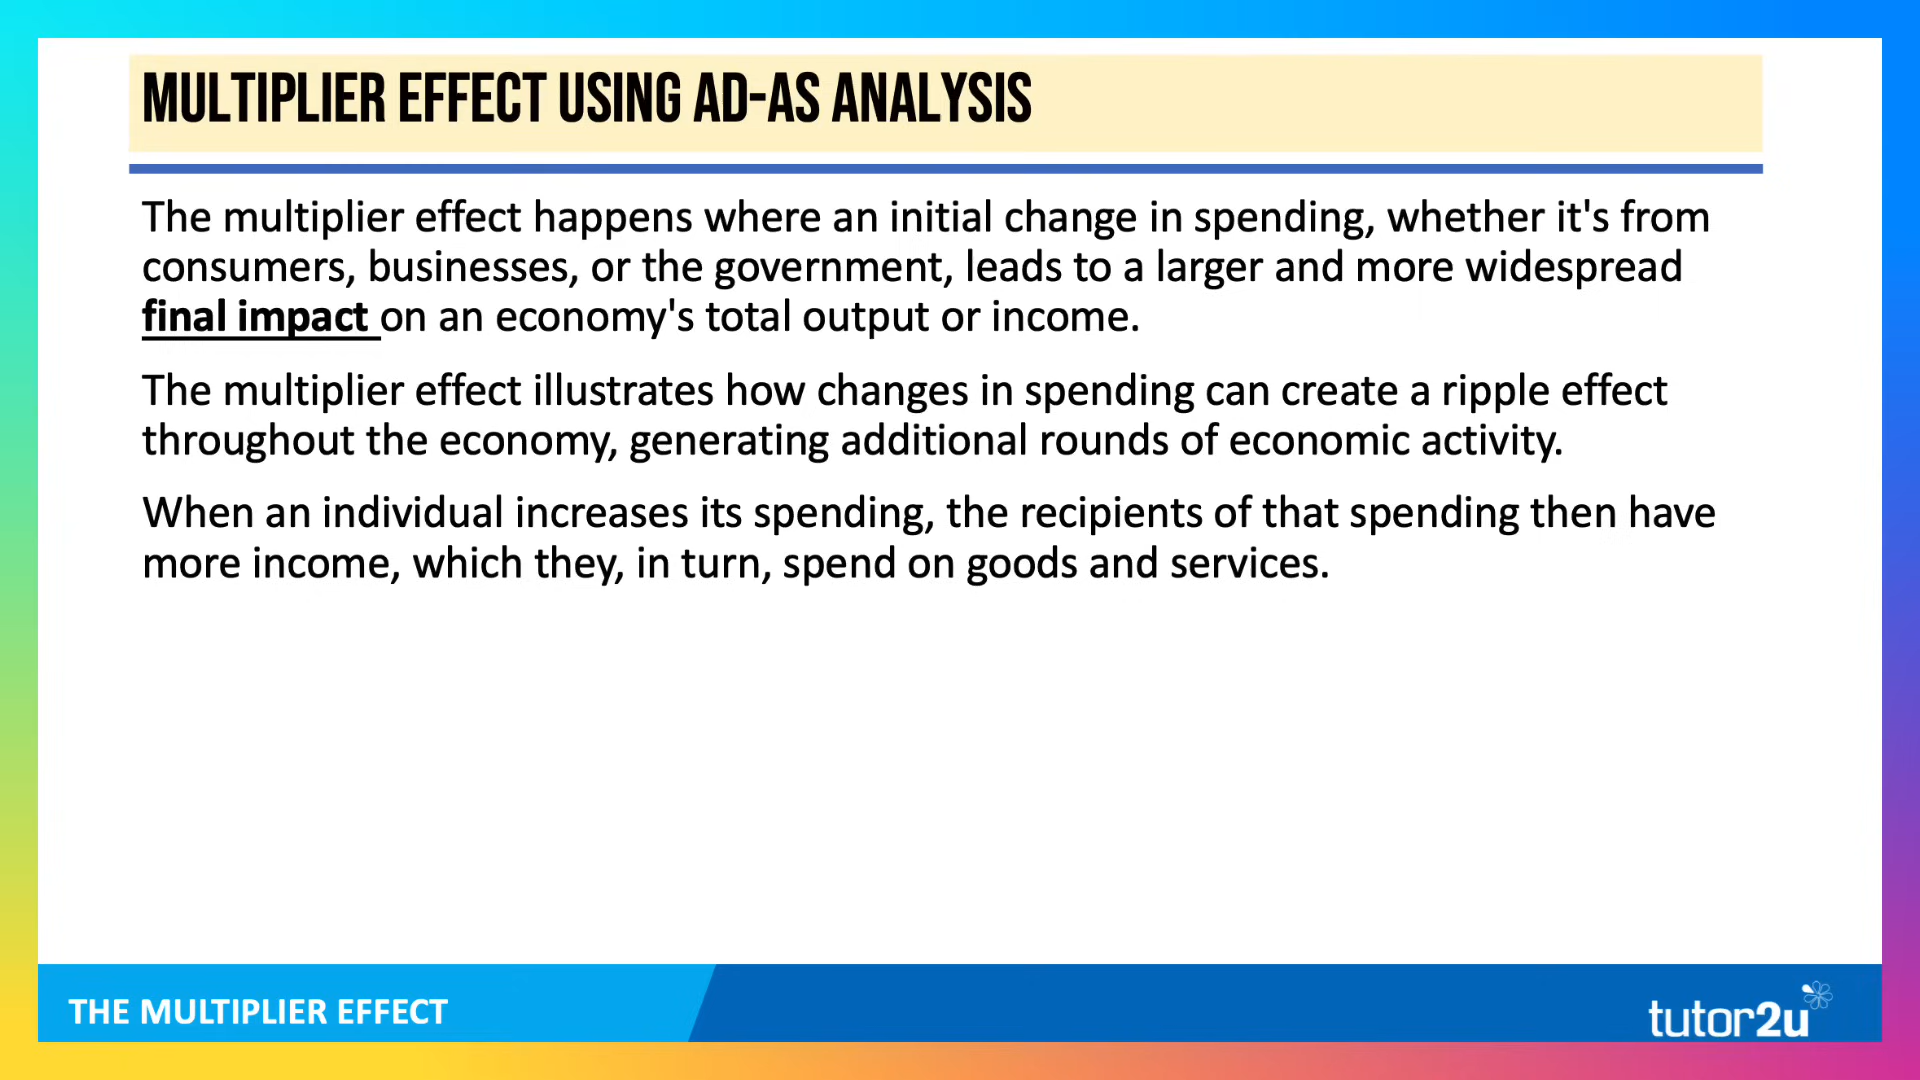 MULTIPLIER EFFECT USING AD-AS ANALYSIS
The multiplier effect happens where an initial change in spending, whether it's from
consumers, businesses, or the government, leads to a larger and more widespread
final impact on an economy's total output or income.
The multiplier effect illustrates how changes in spending can create a ripple effect
throughout the economy, generating additional rounds of economic activity.
When an individual increases its spending, the recipients of that spending then have
more income, which they, in turn, spend on goods and services.
THE MULTIPLIER EFFECT
tutor2u